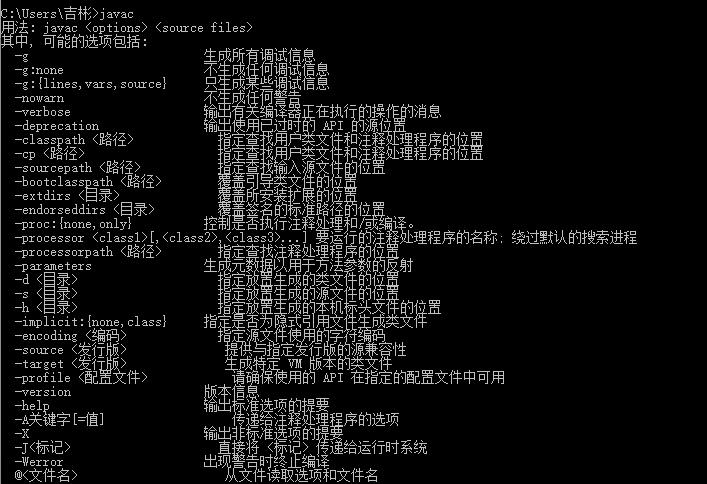 C:\Users\吉彬>javac
用法: javac <options> <source files>
其中, 可能的选项包括:
-g 生成所有调试信息
-g:none 不生成任何调试信息
-g:{lines,vars,source} 只生成某些调试信息
-nowarn 不生成任何警告
-verbose 输出有关编译器正在执行的操作的消息
-deprecation 输出使用已过时的 API 的源位置
-classpath <路径> 指定查找用户类文件和注释处理程序的位置
-cp <路径> 指定查找用户类文件和注释处理程序的位置
-sourcepath <路径> 指定查找输入源文件的位置
-bootclasspath <路径> 覆盖引导类文件的位置
-extdirs <目录> 覆盖所安装扩展的位置
-endorseddirs <目录> 覆盖签名的标准路径的位置
-proc:{none,only} 控制是否执行注释处理和/或编译。
-processor <class1>[,<class2>,<class3>...] 要运行的注释处理程序的名称; 绕过默认的搜索进程
-processorpath <路径> 指定查找注释处理程序的位置
-parameters 生成元数据以用于方法参数的反射
-d <目录> 指定放置生成的类文件的位置
-s <目录> 指定放置生成的源文件的位置
-h <目录> 指定放置生成的本机标头文件的位置
-implicit:{none,class} 指定是否为隐式引用文件生成类文件
-encoding <编码> 指定源文件使用的字符编码
-source <发行版> 提供与指定发行版的源兼容性
-target <发行版> 生成特定 VM 版本的类文件
-profile <配置文件> 请确保使用的 API 在指定的配置文件中可用
-version 版本信息
-help 输出标准选项的提要
-A关键字[=值] 传递给注释处理程序的选项
-X 输出非标准选项的提要
-J<标记> 直接将 <标记> 传递给运行时系统
-Werror 出现警告时终止编译
@<文件名> 从文件读取选项和文件名